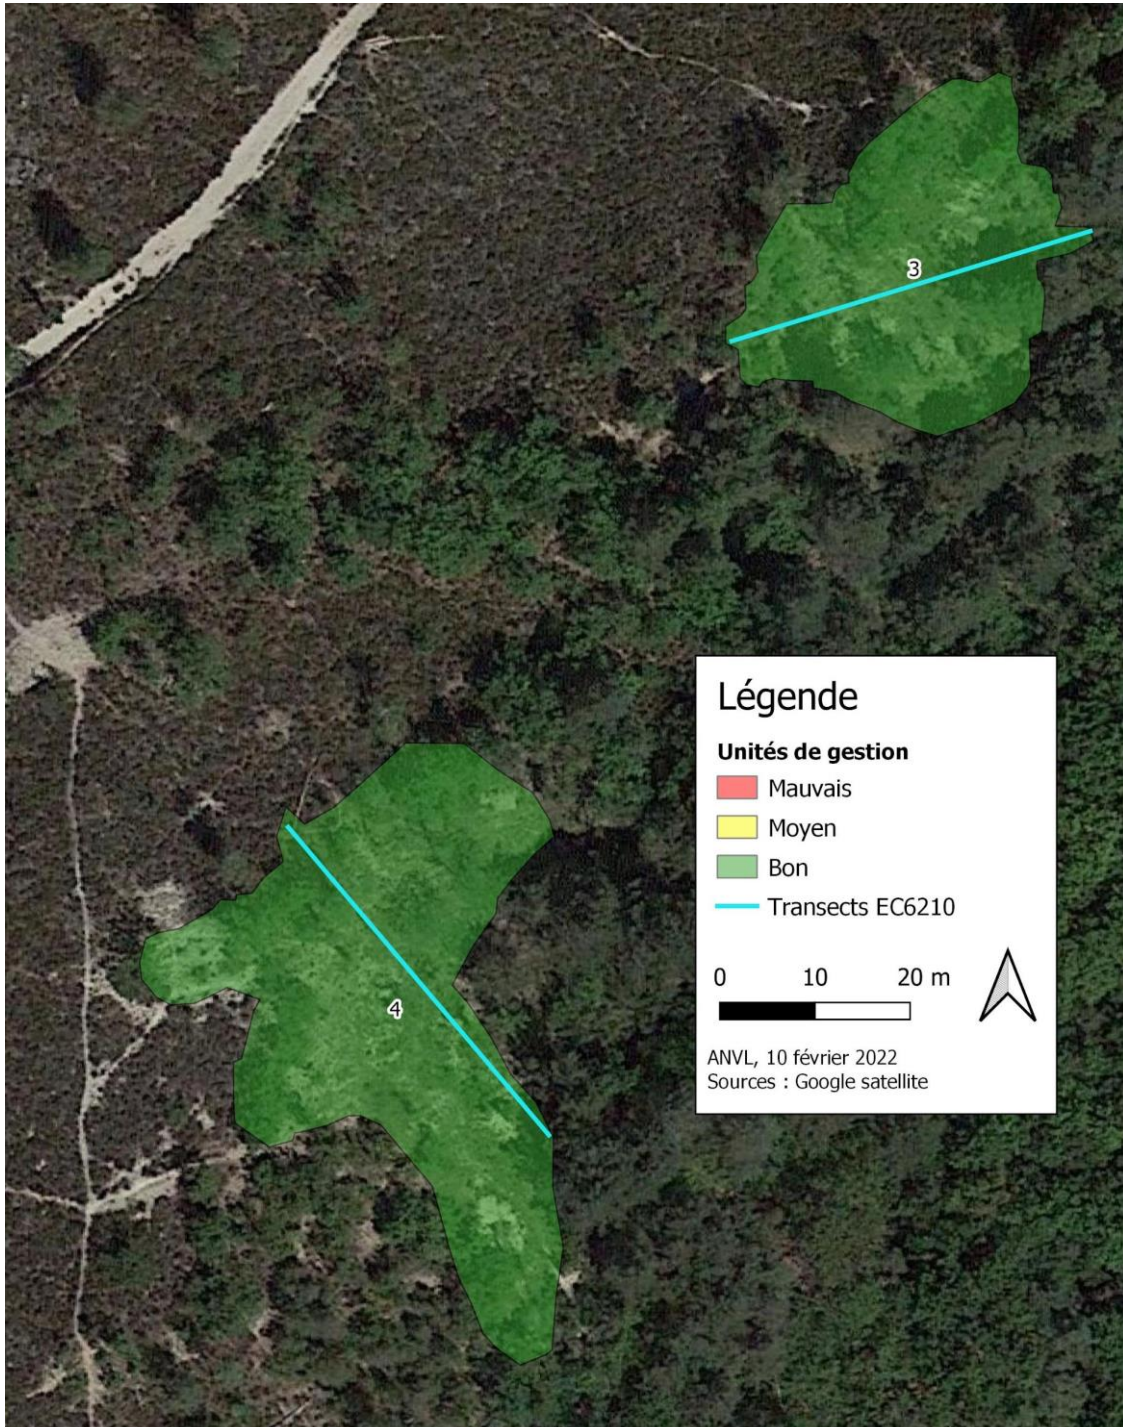 3
Légende
Unités de gestion
Mauvais
Moyen
Bon
Transects EC6210
0 10 20 m
ANVL, 10 février 2022
Sources : Google satellite
4